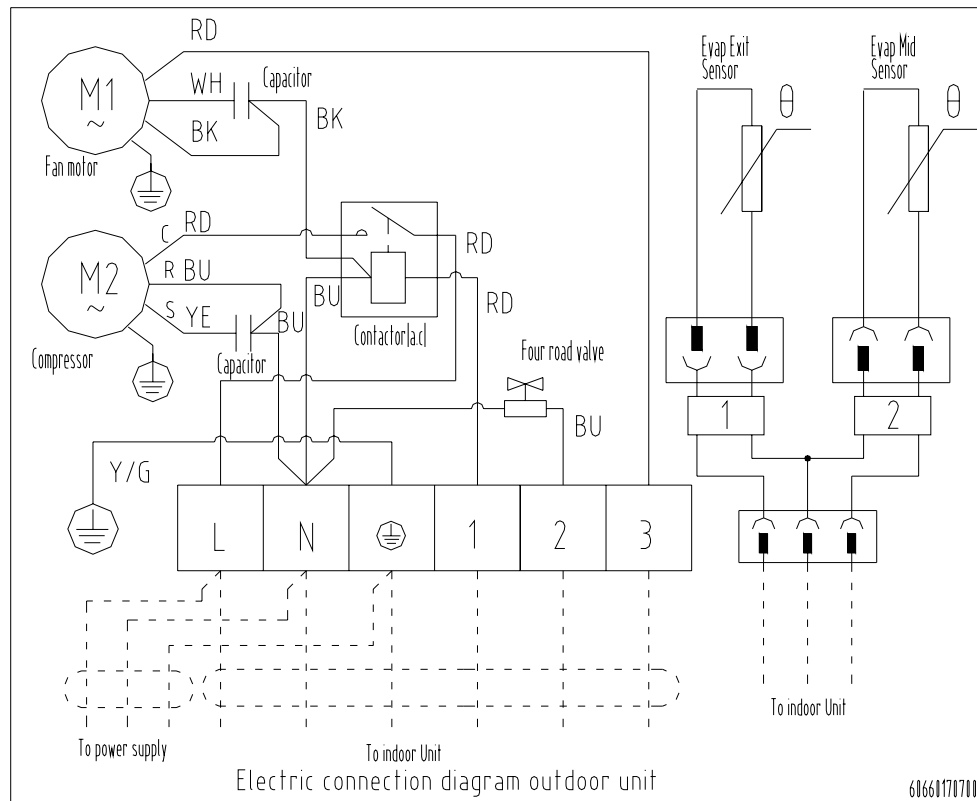 RD
Evap Exit
Sensor
Evap Mid
Sensor
M1
~
WH
Capacitor
θ
θ
BK
BK
Fan motor
C
RD
RD
M2
~
R BU
BU
RD
S YE
BU
Contactor(a.c)
Compressor
Capacitor
Four road valve
1
2
BU
Y/G
L
N
1
2
3
To indoor Unit
To power supply
To indoor Unit
Electric connection diagram outdoor unit